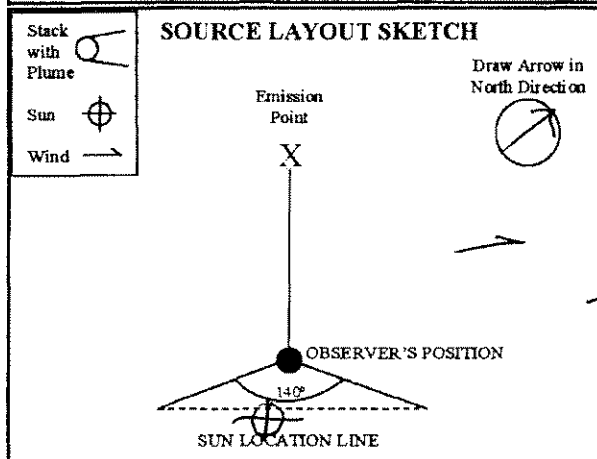 SOURCE LAYOUT SKETCH
Stack
with
Plume
Sun
Wind
Emission
Point
X
Draw Arrow in
North Direction
OBSERVER'S POSITION
140°
SUN LOCATION LINE